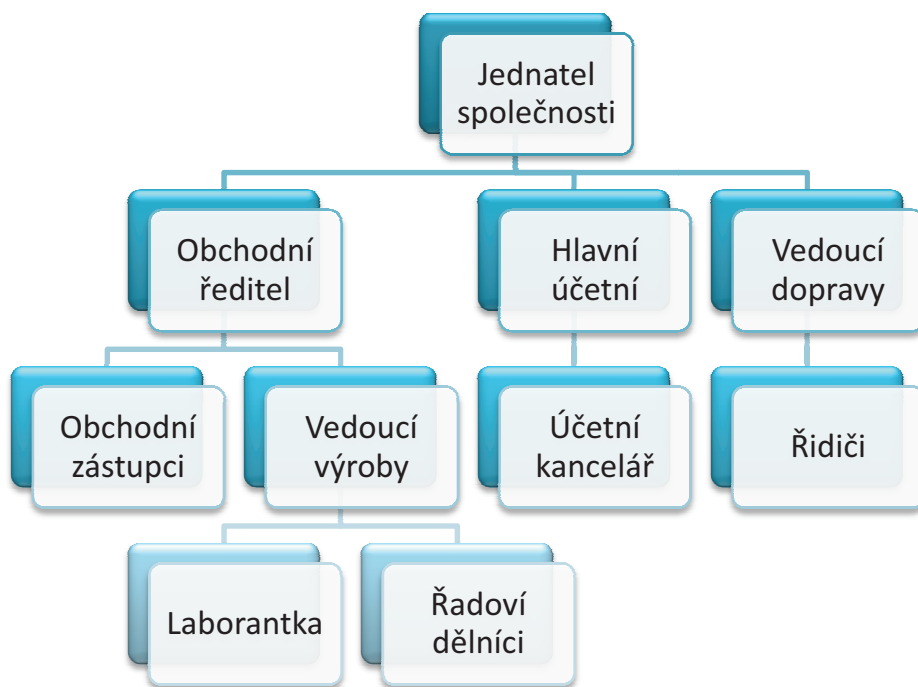 Jednatel
společnosti
Obchodní
ředitel
Hlavní
účetní
Vedoucí
dopravy
Obchodní
zástupci
Vedoucí
výroby
Účetní
kancelář
Řidiči
Laborantka
Řadoví
dělníci